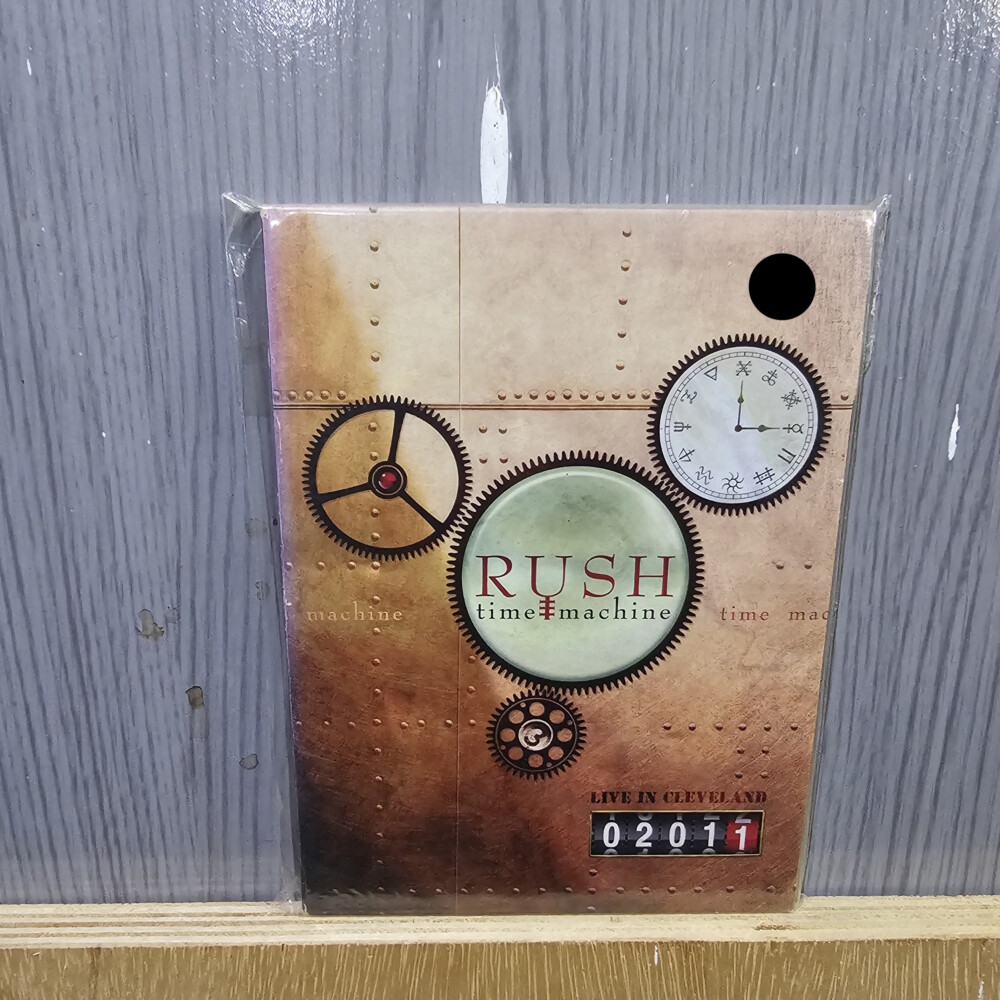 RUSH
time machine
machine
time mac
LIVE IN CLEVELAND
02011